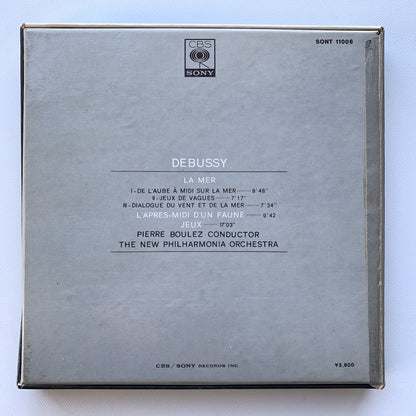 CBS
SONY
SONT 11006
DEBUSSY
LA MER
I-DE L'AUBE À MIDI SUR LA MER—8'48"
II-JEUX DE VAGUES—7'17"
III-DIALOGUE DU VENT ET DE LA MER—7'34"
L'APRES-MIDI D'UN FAUNE—9'42
JEUX—17'03"
PIERRE BOULEZ CONDUCTOR
THE NEW PHILHARMONIA ORCHESTRA
CBS / SONY RECORDS INC.
¥2,800